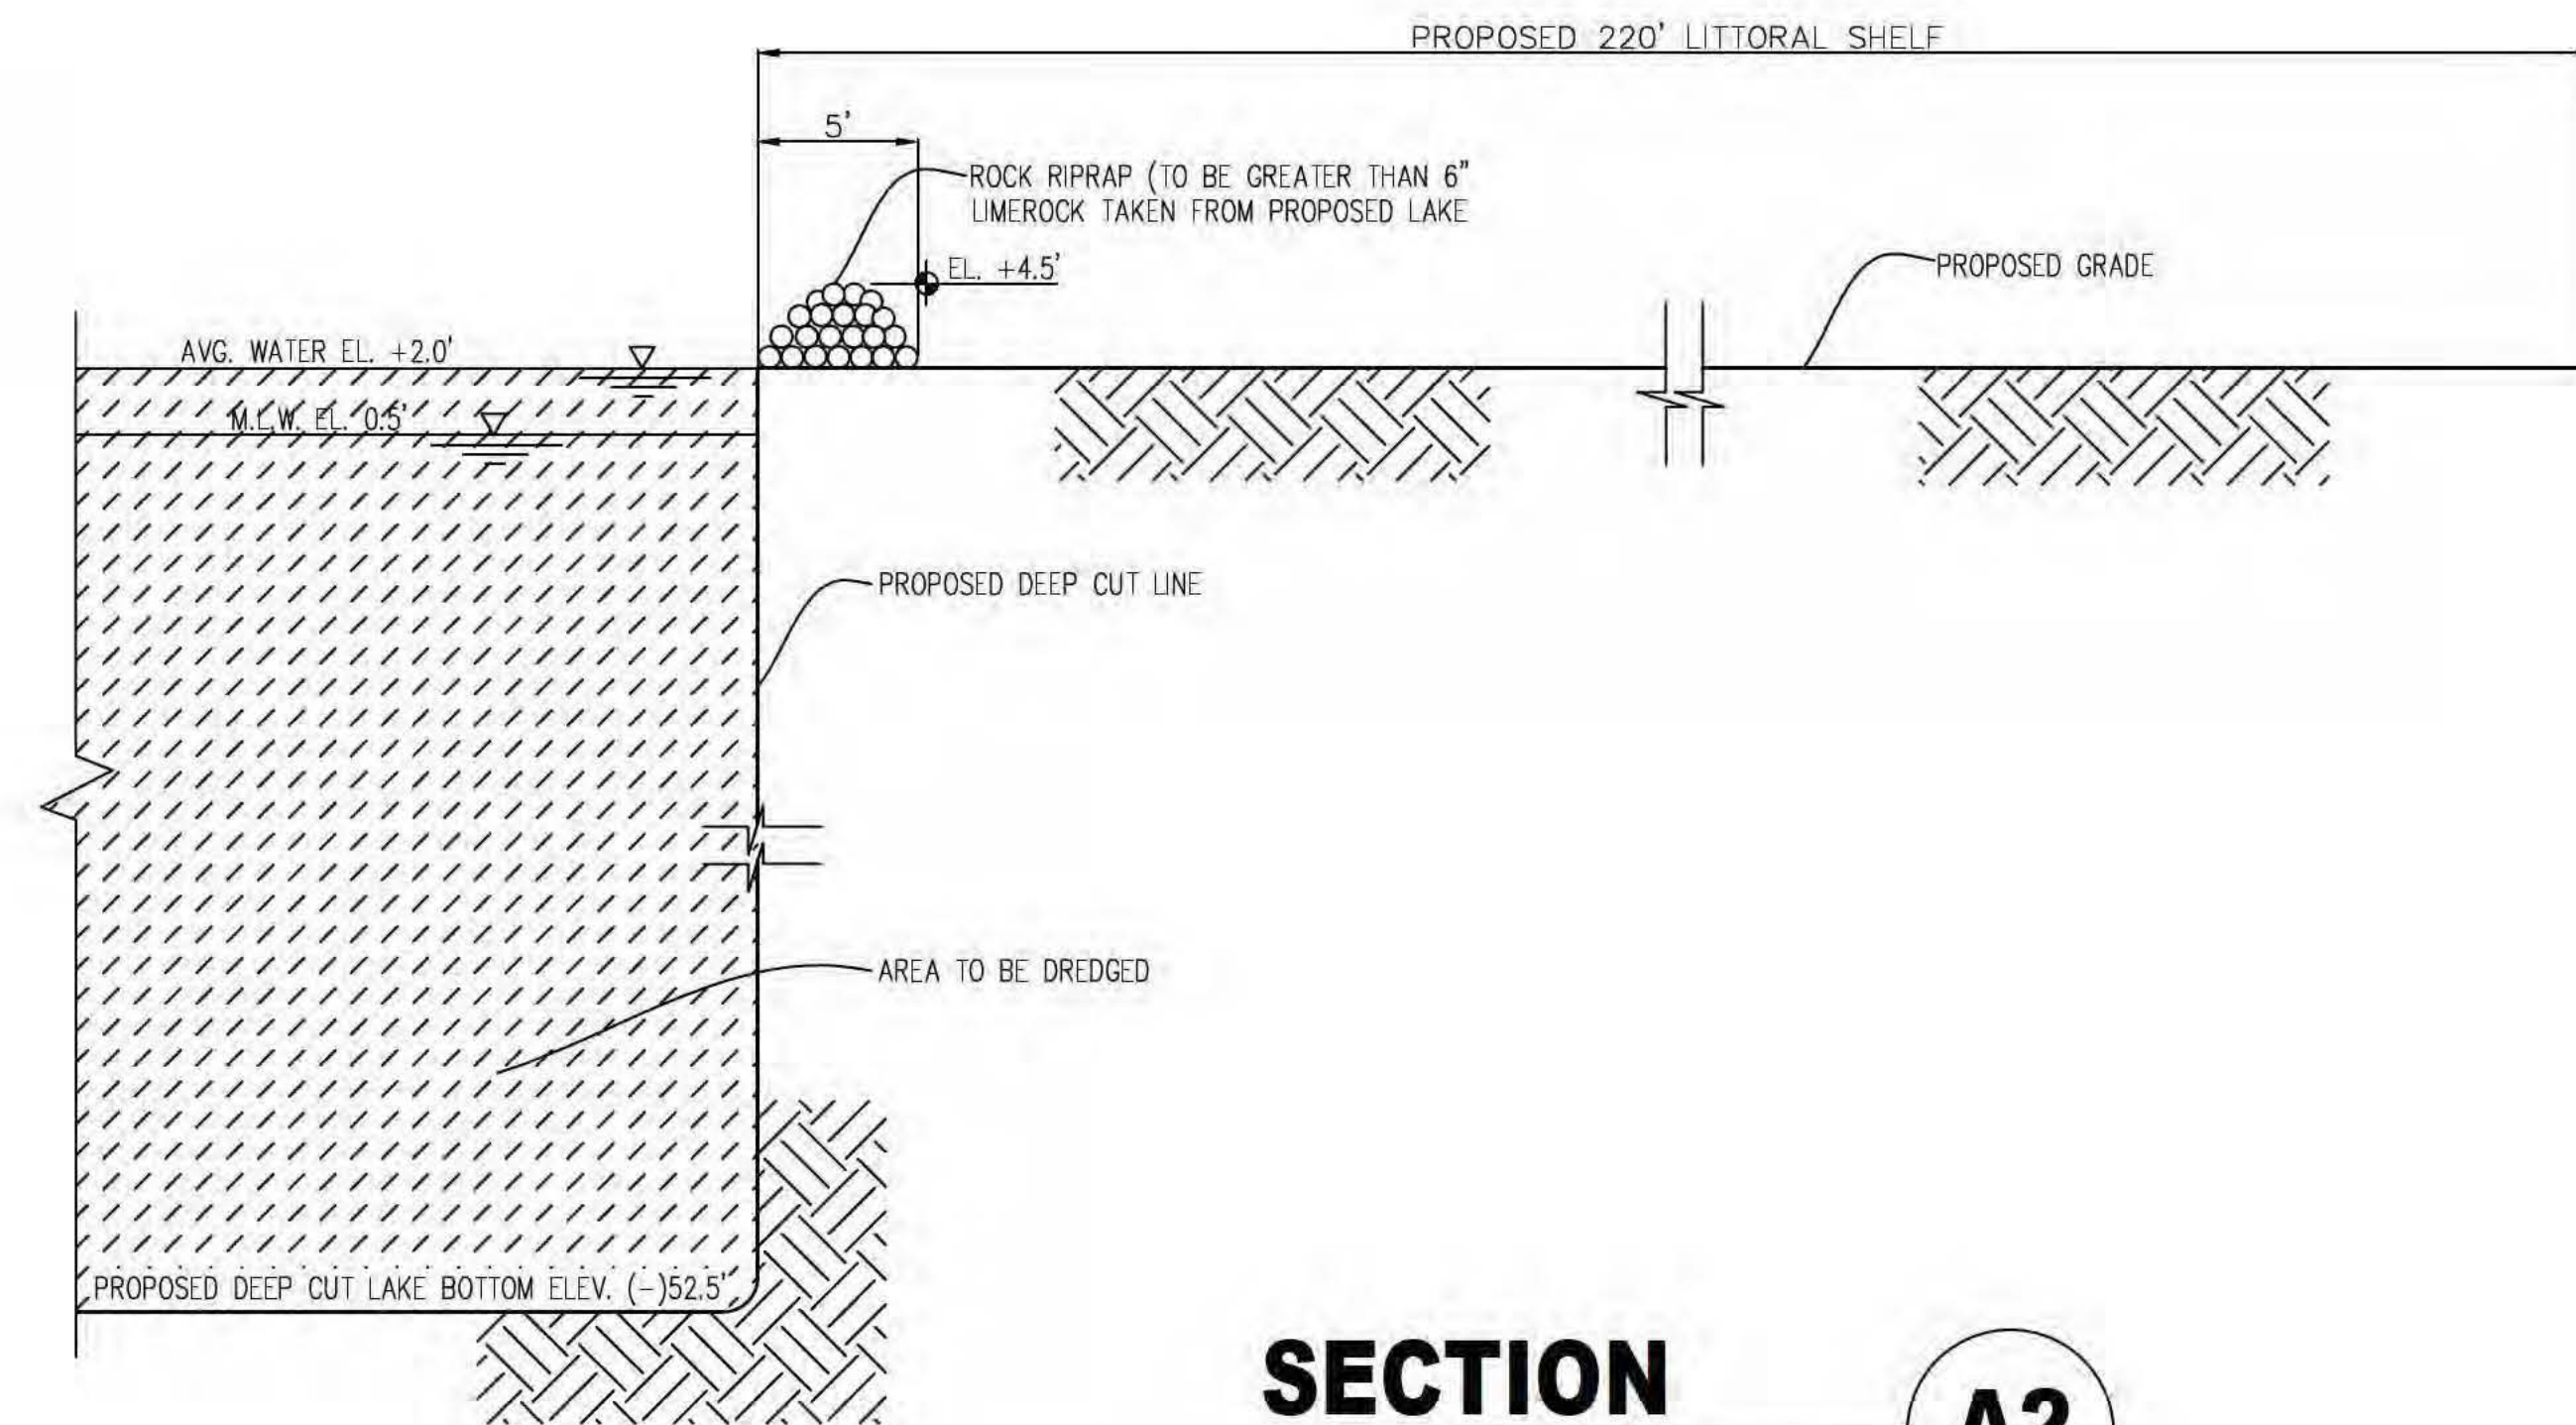 PROPOSED 220' LITTORAL SHELF
5'
ROCK RIPRAP (TO BE GREATER THAN 6"
LIMEROCK TAKEN FROM PROPOSED LAKE
EL. +4.5'
PROPOSED GRADE
AVG. WATER EL. +2.0'
M.L.W. EL. 0.5'
PROPOSED DEEP CUT LINE
AREA TO BE DREDGED
PROPOSED DEEP CUT LAKE BOTTOM ELEV. (-)52.5'
SECTION
A2